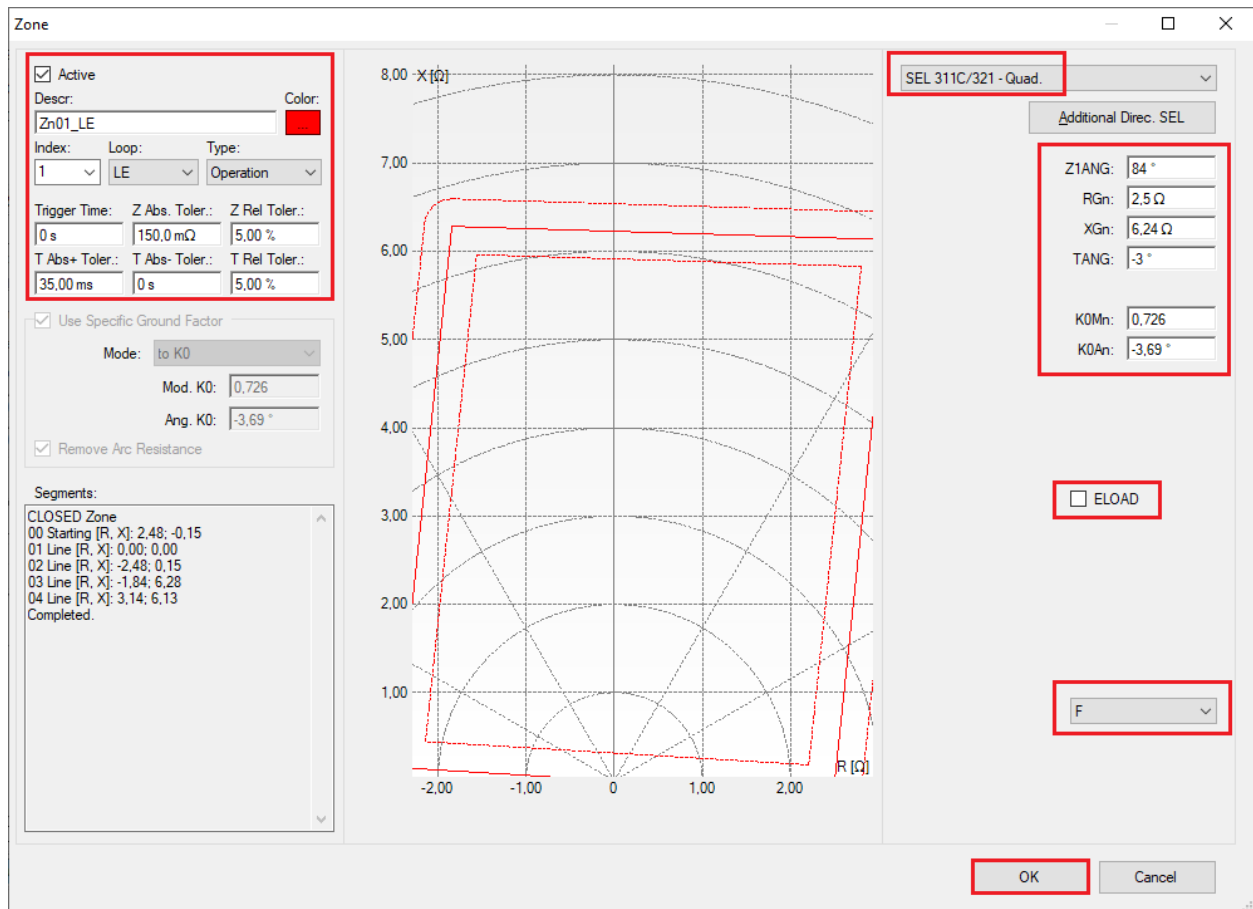 Zone
Active
Descr: Color:
Zn01_LE ...
Index: Loop: Type:
1 LE Operation
Trigger Time: Z Abs. Toler.: Z Rel Toler.:
0 s 150,0 mΩ 5,00 %
T Abs+ Toler.: T Abs- Toler.: T Rel Toler.:
35,00 ms 0 s 5,00 %
Use Specific Ground Factor
Mode: to K0
Mod. K0: 0,726
Ang. K0: -3,69 °
Remove Arc Resistance
Segments:
CLOSED Zone
00 Starting [R, X]: 2,48; -0,15
01 Line [R, X]: 0,00; 0,00
02 Line [R, X]: -2,48; 0,15
03 Line [R, X]: -1,84; 6,28
04 Line [R, X]: 3,14; 6,13
Completed.
8,00 X [Ω]
7,00
6,00
5,00
4,00
3,00
2,00
1,00
R [Ω]
-2,00 -1,00 0 1,00 2,00
SEL 311C/321 - Quad.
Additional Direc. SEL
Z1ANG: 84 °
RGn: 2,5 Ω
XGn: 6,24 Ω
TANG: -3 °
K0Mn: 0,726
K0An: -3,69 °
ELOAD
F
OK Cancel